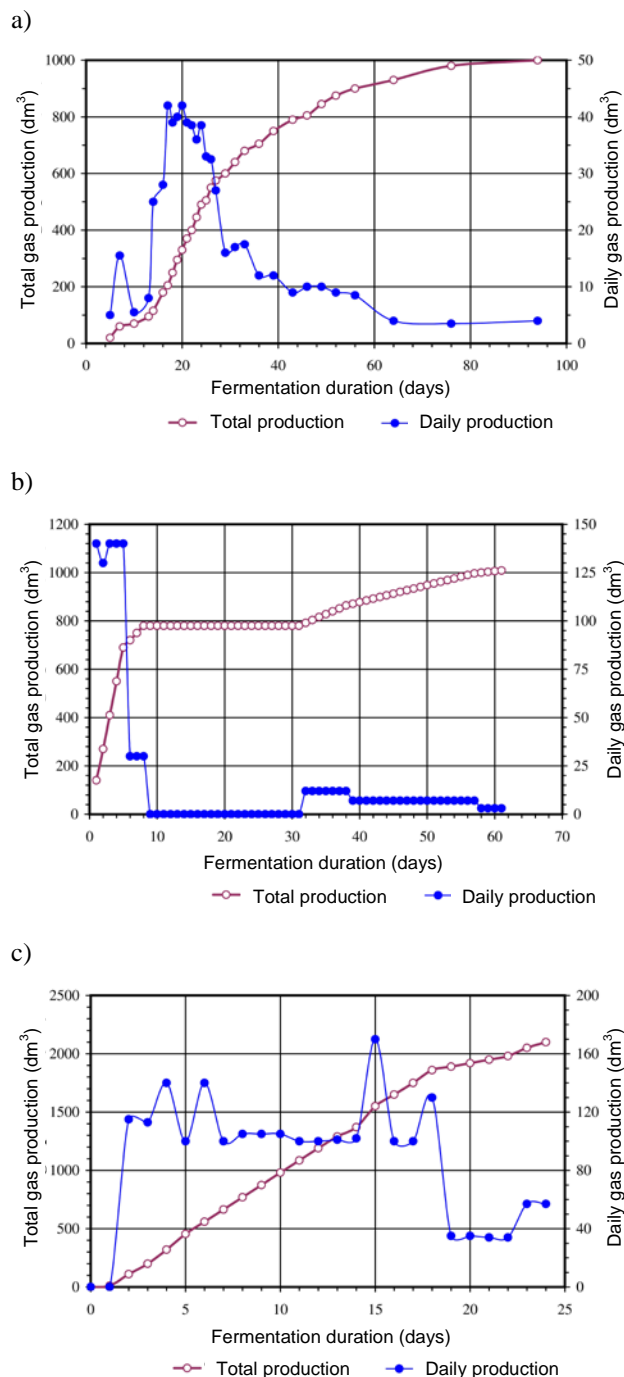 a)
Total gas production (dm³)
1000
800
600
400
200
0
50
40
30
20
10
0
Daily gas production (dm³)
0 20 40 60 80 100
Fermentation duration (days)
Total production Daily production
b)
Total gas production (dm³)
1200
1000
800
600
400
200
0
150
125
100
75
50
25
0
Daily gas production (dm³)
0 10 20 30 40 50 60 70
Fermentation duration (days)
Total production Daily production
c)
Total gas production (dm³)
2500
2000
1500
1000
500
0
200
160
120
80
40
0
Daily gas production (dm³)
0 5 10 15 20 25
Fermentation duration (days)
Total production Daily production